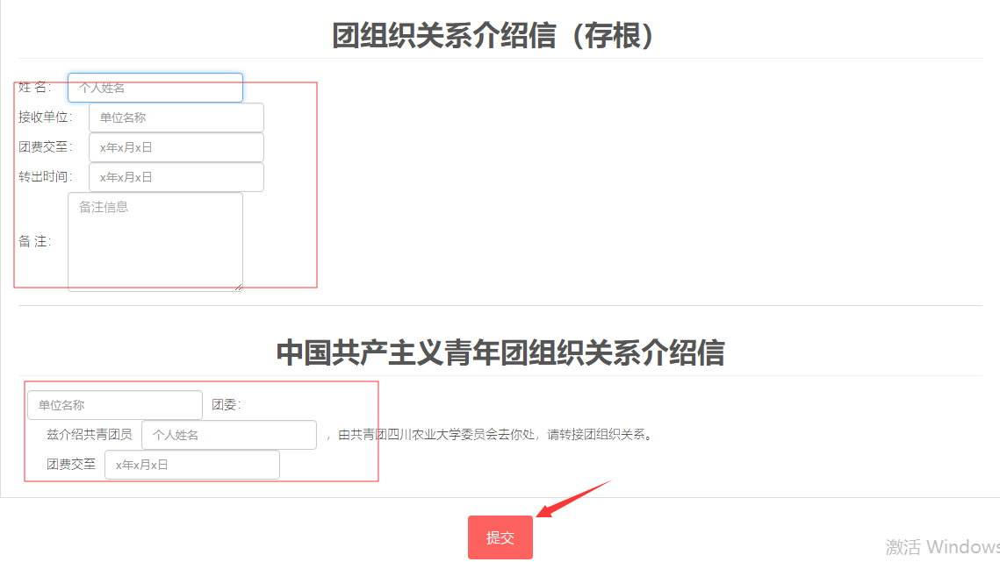 团组织关系介绍信（存根）
姓 名： 个人姓名
接收单位： 单位名称
团费交至： x年x月x日
转出时间： x年x月x日
备注信息
备 注：
中国共产主义青年团组织关系介绍信
单位名称 团委：
兹介绍共青团员 个人姓名 ，由共青团四川农业大学委员会去你处，请转接团组织关系。
团费交至 x年x月x日
提交
激活 Windows